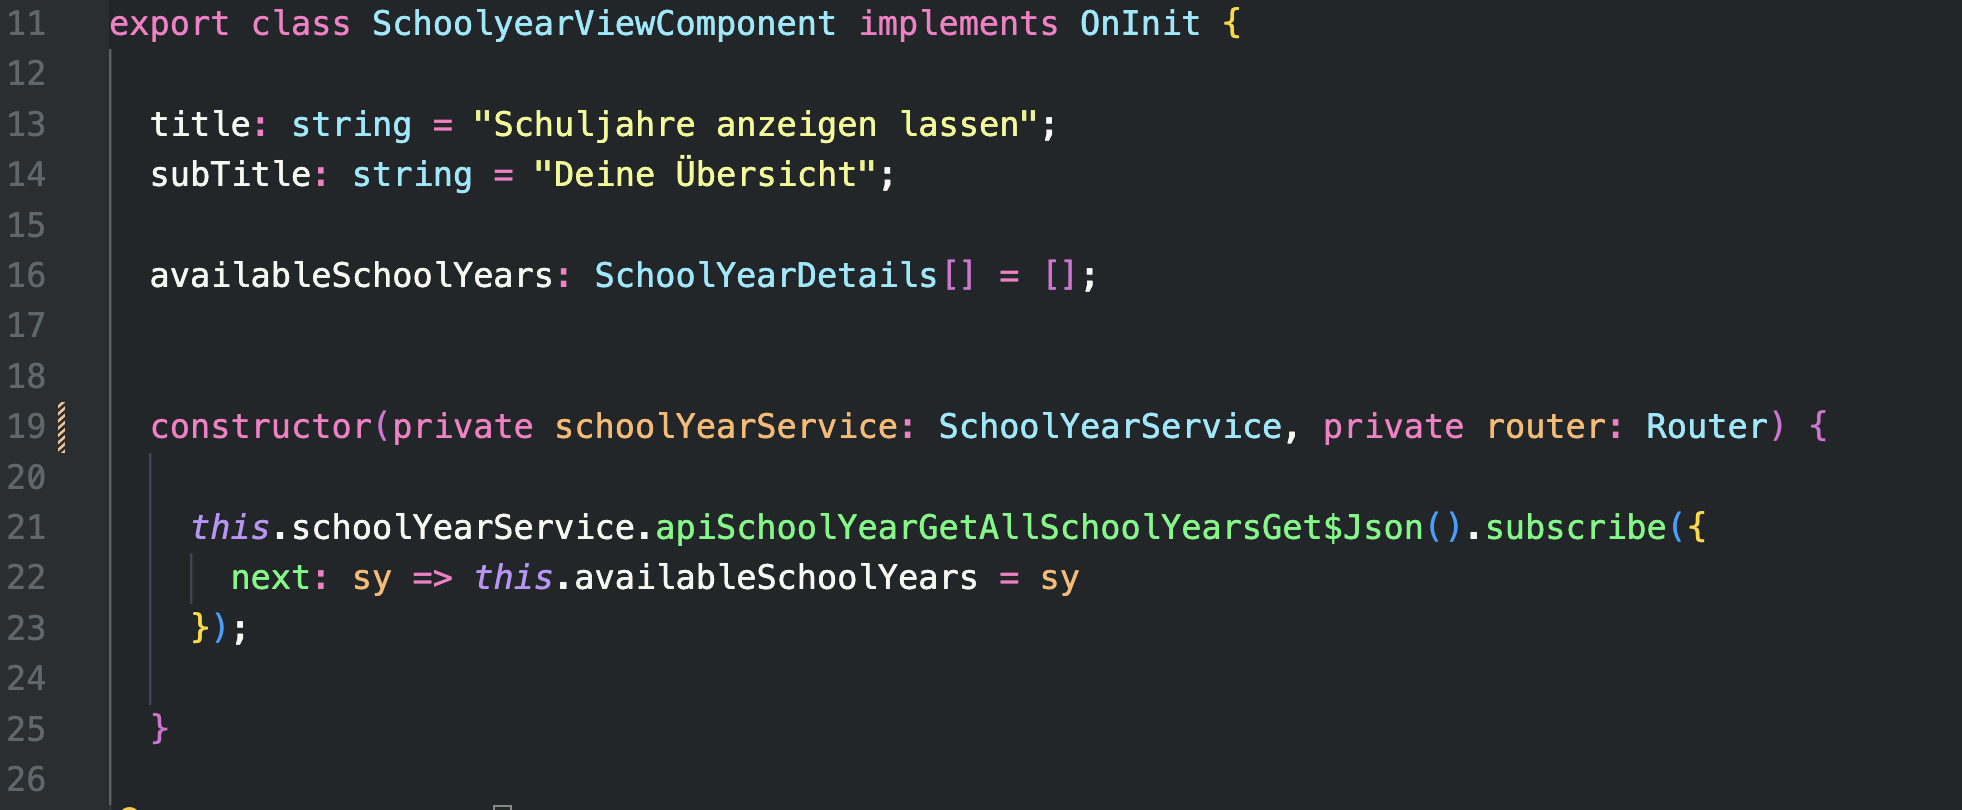 11 export class SchoolyearViewComponent implements OnInit {
12
13 title: string = "Schuljahre anzeigen lassen";
14 subTitle: string = "Deine Übersicht";
15
16 availableSchoolYears: SchoolYearDetails[] = [];
17
18
19 constructor(private schoolYearService: SchoolYearService, private router: Router) {
20
21 this.schoolYearService.apiSchoolYearGetAllSchoolYearsGet$Json().subscribe({
22 next: sy => this.availableSchoolYears = sy
23 });
24
25 }
26